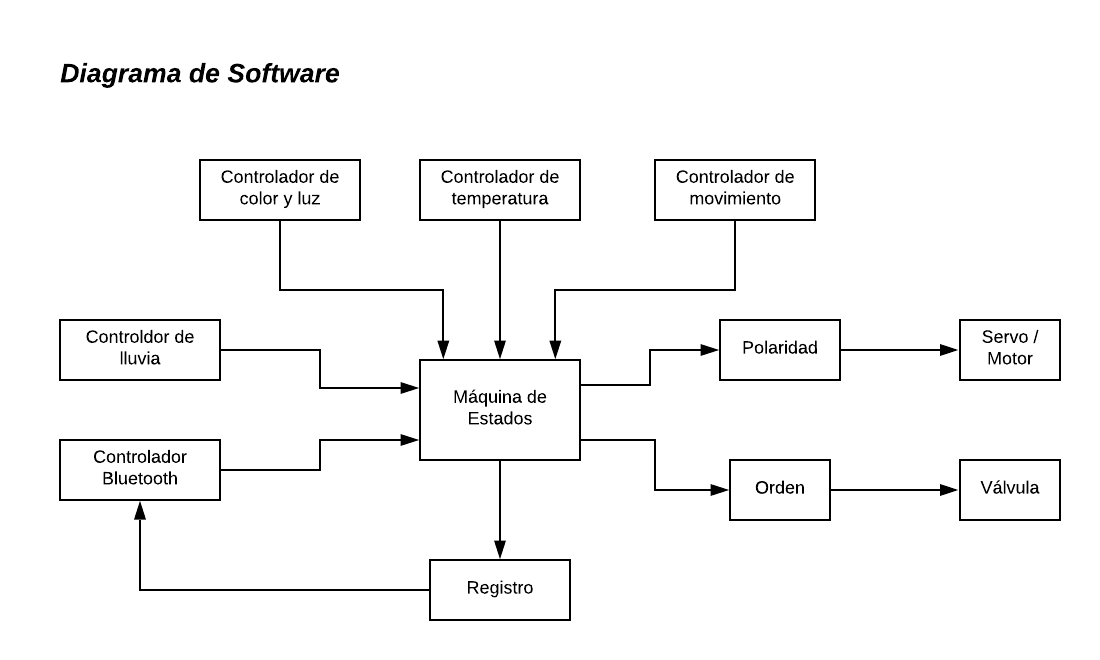 Diagrama de Software
Controlador de
color y luz
Controlador de
temperatura
Controlador de
movimiento
Controldor de
lluvia
Polaridad
Servo /
Motor
Máquina de
Estados
Controlador
Bluetooth
Orden
Válvula
Registro